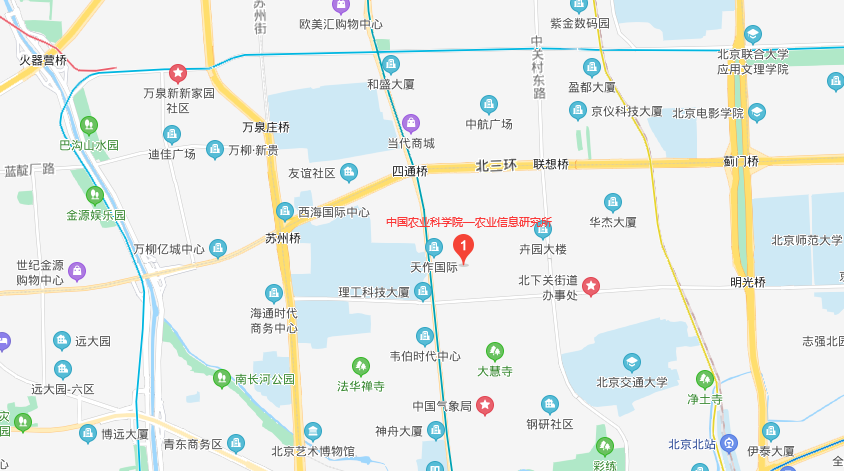 苏州街
欧美汇购物中心
紫金数码园
火器营桥
中关村东路
北京联合大学
应用文理学院
和盛大厦
盈都大厦
万泉新新家园
社区
中航广场
京仪科技大厦
北京电影学院
当代商城
万泉庄桥
巴沟山水园
迪佳广场
万柳·新贵
蓝靛厂路
友谊社区
四通桥
北三环
联想桥
蓟门桥
金源娱乐园
西海国际中心
中国农业科学院—农业信息研究所
华杰大厦
苏州桥
北京师范大学
万柳亿城中心
1
卉园大楼
世纪金源
购物中心
天作国际
北下关街道
办事处
明光桥
理工科技大厦
海通时代
商务中心
远大园
志强北园
韦伯时代中心
大慧寺
远大园-六区
南长河公园
法华禅寺
北京交通大学
净土寺
中国气象局
钢研社区
博远大厦
青东商务区
北京艺术博物馆
神舟大厦
北京北站
伊泰大厦
彩练